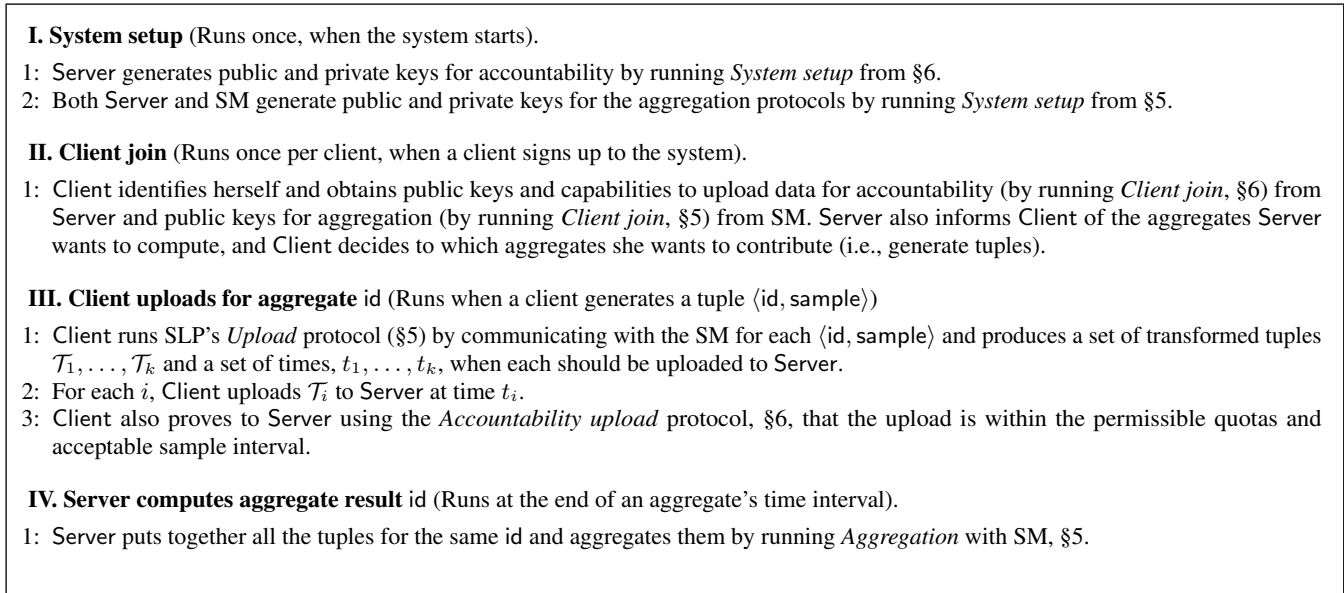 I. System setup (Runs once, when the system starts).
1: Server generates public and private keys for accountability by running System setup from §6.
2: Both Server and SM generate public and private keys for the aggregation protocols by running System setup from §5.
II. Client join (Runs once per client, when a client signs up to the system).
1: Client identifies herself and obtains public keys and capabilities to upload data for accountability (by running Client join, §6) from
Server and public keys for aggregation (by running Client join, §5) from SM. Server also informs Client of the aggregates Server
wants to compute, and Client decides to which aggregates she wants to contribute (i.e., generate tuples).
III. Client uploads for aggregate id (Runs when a client generates a tuple ⟨id, sample⟩)
1: Client runs SLP's Upload protocol (§5) by communicating with the SM for each ⟨id, sample⟩ and produces a set of transformed tuples
𝒯₁, . . . , 𝒯ₖ and a set of times, t₁, . . . , tₖ, when each should be uploaded to Server.
2: For each i, Client uploads 𝒯ᵢ to Server at time tᵢ.
3: Client also proves to Server using the Accountability upload protocol, §6, that the upload is within the permissible quotas and
acceptable sample interval.
IV. Server computes aggregate result id (Runs at the end of an aggregate's time interval).
1: Server puts together all the tuples for the same id and aggregates them by running Aggregation with SM, §5.